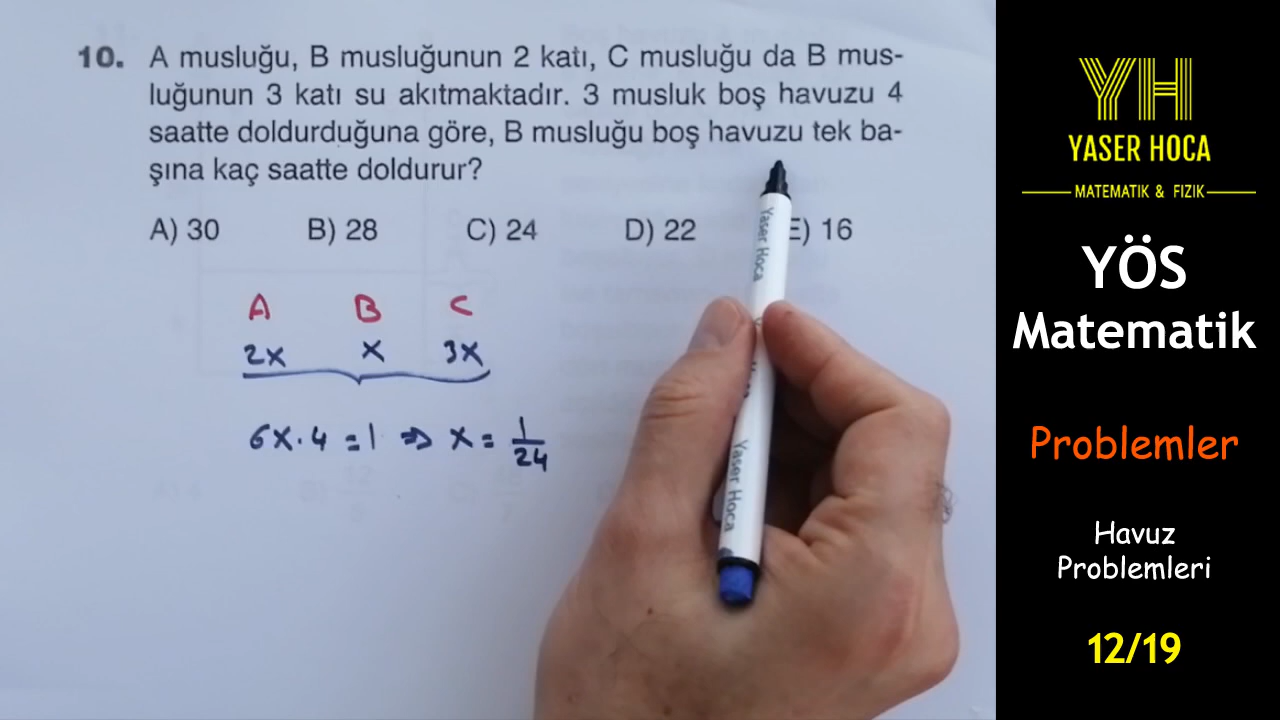 10. A musluğu, B musluğunun 2 katı, C musluğu da B mus-
luğunun 3 katı su akıtmaktadır. 3 musluk boş havuzu 4
saatte doldurduğuna göre, B musluğu boş havuzu tek ba-
şına kaç saatte doldurur?
A) 30 B) 28 C) 24 D) 22 E) 16
A B C
2x x 3x
6x·4=1 ⇒ x = 1/24
Yaser Hoca
Yaser Hoca
YH
YASER HOCA
MATEMATIK & FIZIK
YÖS
Matematik
Problemler
Havuz
Problemleri
12/19